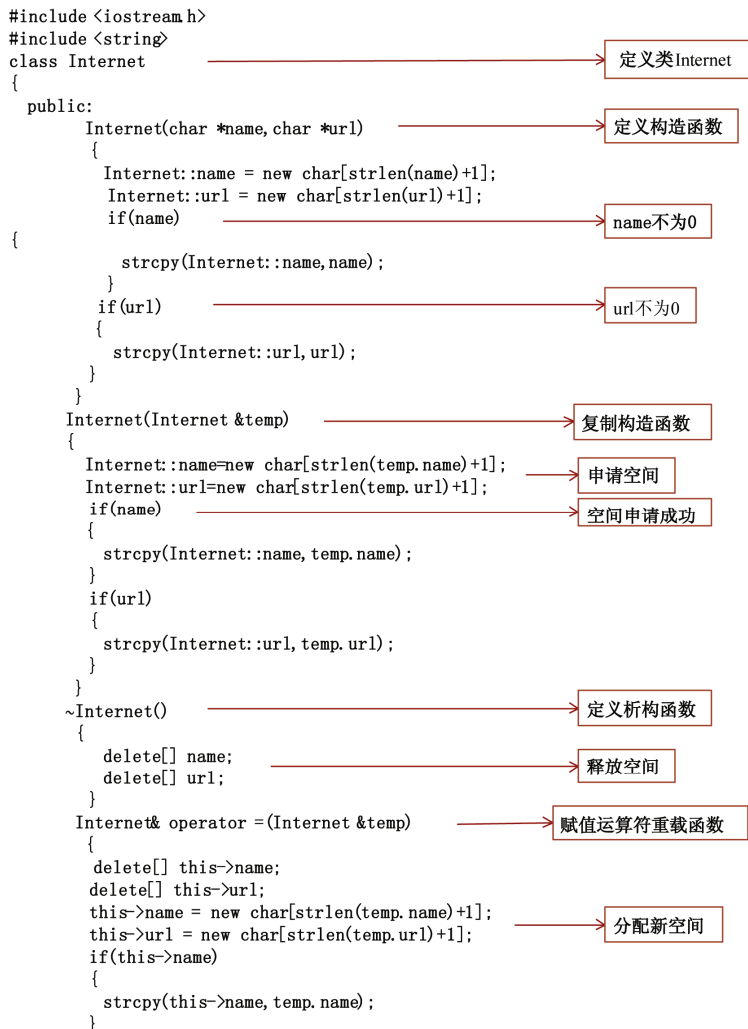 #include <iostream.h>
#include <string>
class Internet 定义类Internet
{
public:
Internet(char *name,char *url) 定义构造函数
{
Internet::name = new char[strlen(name)+1];
Internet::url = new char[strlen(url)+1];
if(name) name不为0
{
strcpy(Internet::name,name);
}
if(url) url不为0
{
strcpy(Internet::url,url);
}
}
Internet(Internet &temp) 复制构造函数
{
Internet::name=new char[strlen(temp.name)+1];
Internet::url=new char[strlen(temp.url)+1]; 申请空间
if(name) 空间申请成功
{
strcpy(Internet::name,temp.name);
}
if(url)
{
strcpy(Internet::url,temp.url);
}
}
~Internet() 定义析构函数
{
delete[] name;
delete[] url; 释放空间
}
Internet& operator =(Internet &temp) 赋值运算符重载函数
{
delete[] this->name;
delete[] this->url;
this->name = new char[strlen(temp.name)+1];
this->url = new char[strlen(temp.url)+1]; 分配新空间
if(this->name)
{
strcpy(this->name,temp.name);
}